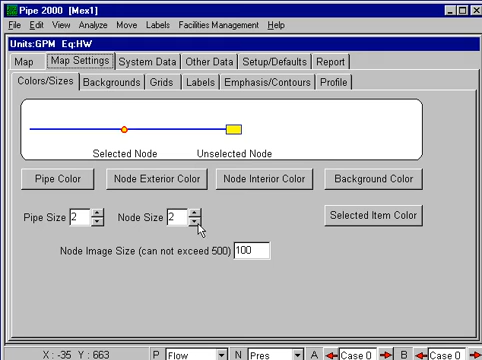 Pipe 2000 [Mex1]
File Edit View Analyze Move Labels Facilities Management Help
Units:GPM Eq:HW
Map Map Settings System Data Other Data Setup/Defaults Report
Colors/Sizes Backgrounds Grids Labels Emphasis/Contours Profile
Selected Node Unselected Node
Pipe Color Node Exterior Color Node Interior Color Background Color
Pipe Size 2 Node Size 2 Selected Item Color
Node Image Size (can not exceed 500) 100
X : -35 Y : 663 P Flow N Pres A Case 0 B Case 0